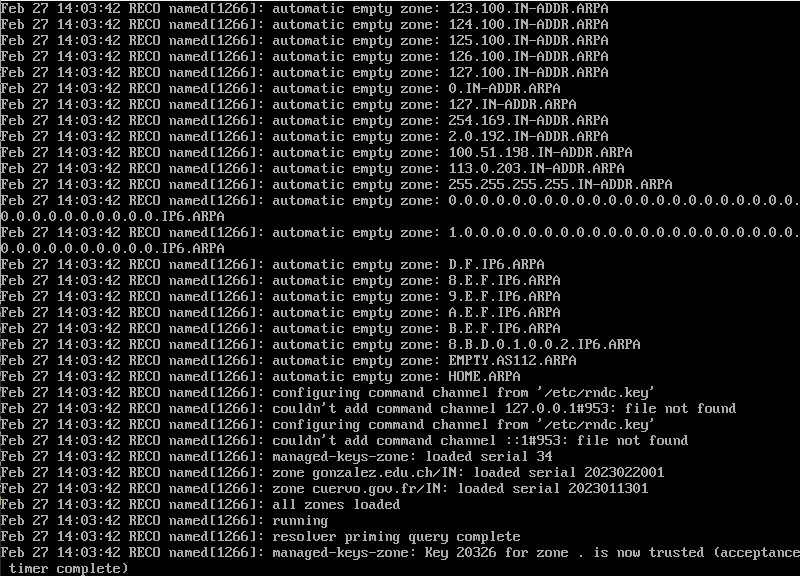 Feb 27 14:03:42 RECO named[1266]: automatic empty zone: 123.100.IN-ADDR.ARPA
Feb 27 14:03:42 RECO named[1266]: automatic empty zone: 124.100.IN-ADDR.ARPA
Feb 27 14:03:42 RECO named[1266]: automatic empty zone: 125.100.IN-ADDR.ARPA
Feb 27 14:03:42 RECO named[1266]: automatic empty zone: 126.100.IN-ADDR.ARPA
Feb 27 14:03:42 RECO named[1266]: automatic empty zone: 127.100.IN-ADDR.ARPA
Feb 27 14:03:42 RECO named[1266]: automatic empty zone: 0.IN-ADDR.ARPA
Feb 27 14:03:42 RECO named[1266]: automatic empty zone: 127.IN-ADDR.ARPA
Feb 27 14:03:42 RECO named[1266]: automatic empty zone: 254.169.IN-ADDR.ARPA
Feb 27 14:03:42 RECO named[1266]: automatic empty zone: 2.0.192.IN-ADDR.ARPA
Feb 27 14:03:42 RECO named[1266]: automatic empty zone: 100.51.198.IN-ADDR.ARPA
Feb 27 14:03:42 RECO named[1266]: automatic empty zone: 113.0.203.IN-ADDR.ARPA
Feb 27 14:03:42 RECO named[1266]: automatic empty zone: 255.255.255.255.IN-ADDR.ARPA
Feb 27 14:03:42 RECO named[1266]: automatic empty zone: 0.0.0.0.0.0.0.0.0.0.0.0.0.0.0.0.0.0.0.0.0.0.
0.0.0.0.0.0.0.0.0.0.IP6.ARPA
Feb 27 14:03:42 RECO named[1266]: automatic empty zone: 1.0.0.0.0.0.0.0.0.0.0.0.0.0.0.0.0.0.0.0.0.0.
0.0.0.0.0.0.0.0.0.0.IP6.ARPA
Feb 27 14:03:42 RECO named[1266]: automatic empty zone: D.F.IP6.ARPA
Feb 27 14:03:42 RECO named[1266]: automatic empty zone: 8.E.F.IP6.ARPA
Feb 27 14:03:42 RECO named[1266]: automatic empty zone: 9.E.F.IP6.ARPA
Feb 27 14:03:42 RECO named[1266]: automatic empty zone: A.E.F.IP6.ARPA
Feb 27 14:03:42 RECO named[1266]: automatic empty zone: B.E.F.IP6.ARPA
Feb 27 14:03:42 RECO named[1266]: automatic empty zone: 8.B.D.0.1.0.0.2.IP6.ARPA
Feb 27 14:03:42 RECO named[1266]: automatic empty zone: EMPTY.AS112.ARPA
Feb 27 14:03:42 RECO named[1266]: automatic empty zone: HOME.ARPA
Feb 27 14:03:42 RECO named[1266]: configuring command channel from '/etc/rndc.key'
Feb 27 14:03:42 RECO named[1266]: couldn't add command channel 127.0.0.1#953: file not found
Feb 27 14:03:42 RECO named[1266]: configuring command channel from '/etc/rndc.key'
Feb 27 14:03:42 RECO named[1266]: couldn't add command channel ::1#953: file not found
Feb 27 14:03:42 RECO named[1266]: managed-keys-zone: loaded serial 34
Feb 27 14:03:42 RECO named[1266]: zone gonzalez.edu.ch/IN: loaded serial 2023022001
Feb 27 14:03:42 RECO named[1266]: zone cuervo.gov.fr/IN: loaded serial 2023011301
Feb 27 14:03:42 RECO named[1266]: all zones loaded
Feb 27 14:03:42 RECO named[1266]: running
Feb 27 14:03:42 RECO named[1266]: resolver priming query complete
Feb 27 14:03:42 RECO named[1266]: managed-keys-zone: Key 20326 for zone . is now trusted (acceptance
timer complete)